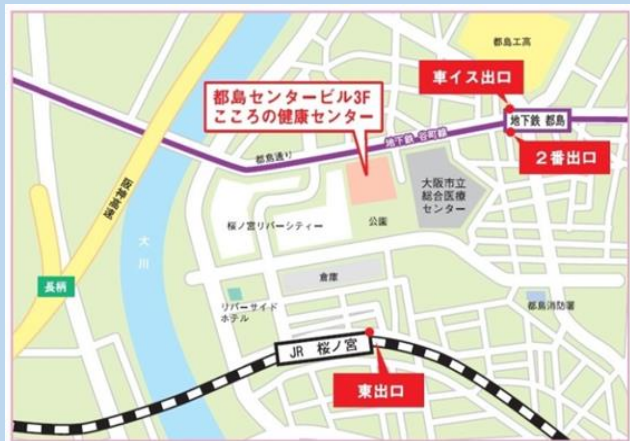 都島工高
車イス出口
都島センタービル3F
こころの健康センター
地下鉄 都島
地下鉄 谷町線
都島通り
2番出口
大阪市立
総合医療
センター
阪神高速
桜ノ宮リバーシティー
公園
大川
倉庫
長柄
リバーサイド
ホテル
都島消防署
JR 桜ノ宮
東出口